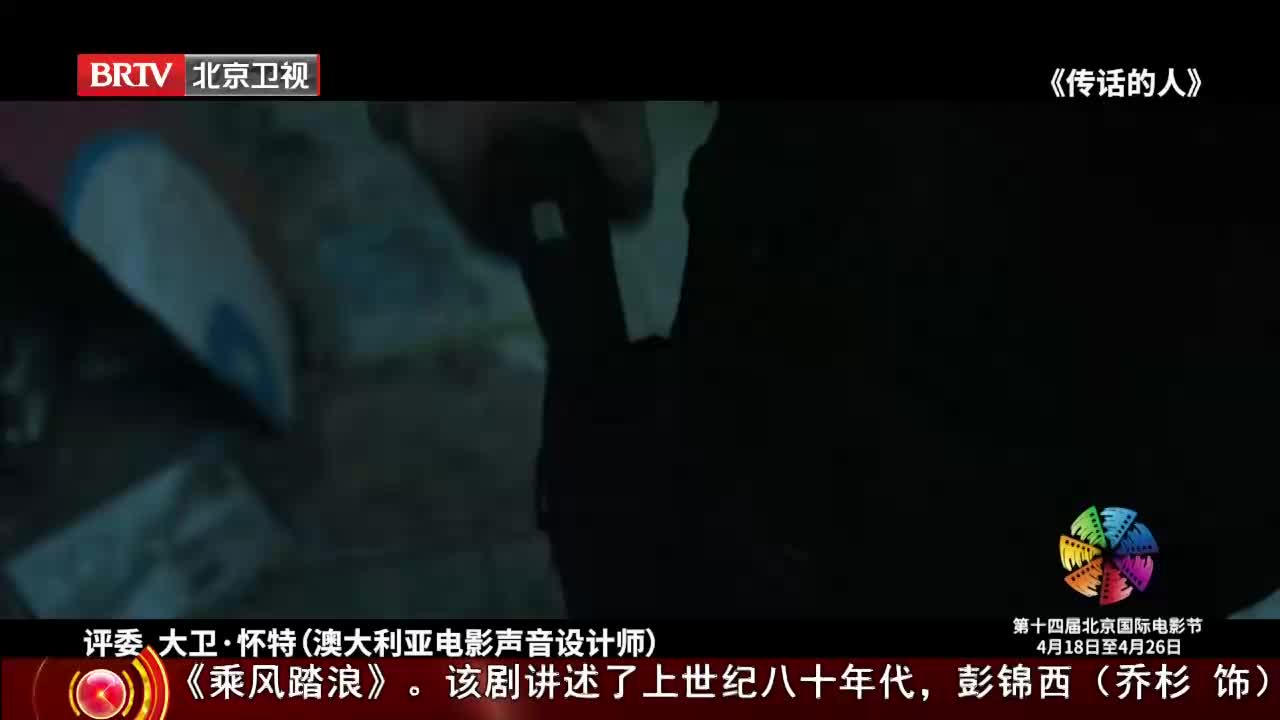 BRTV 北京卫视
《传话的人》
第十四届北京国际电影节
4月18日至4月26日
评委 大卫·怀特(澳大利亚电影声音设计师)
《乘风踏浪》。该剧讲述了上世纪八十年代，彭锦西（乔杉 饰）